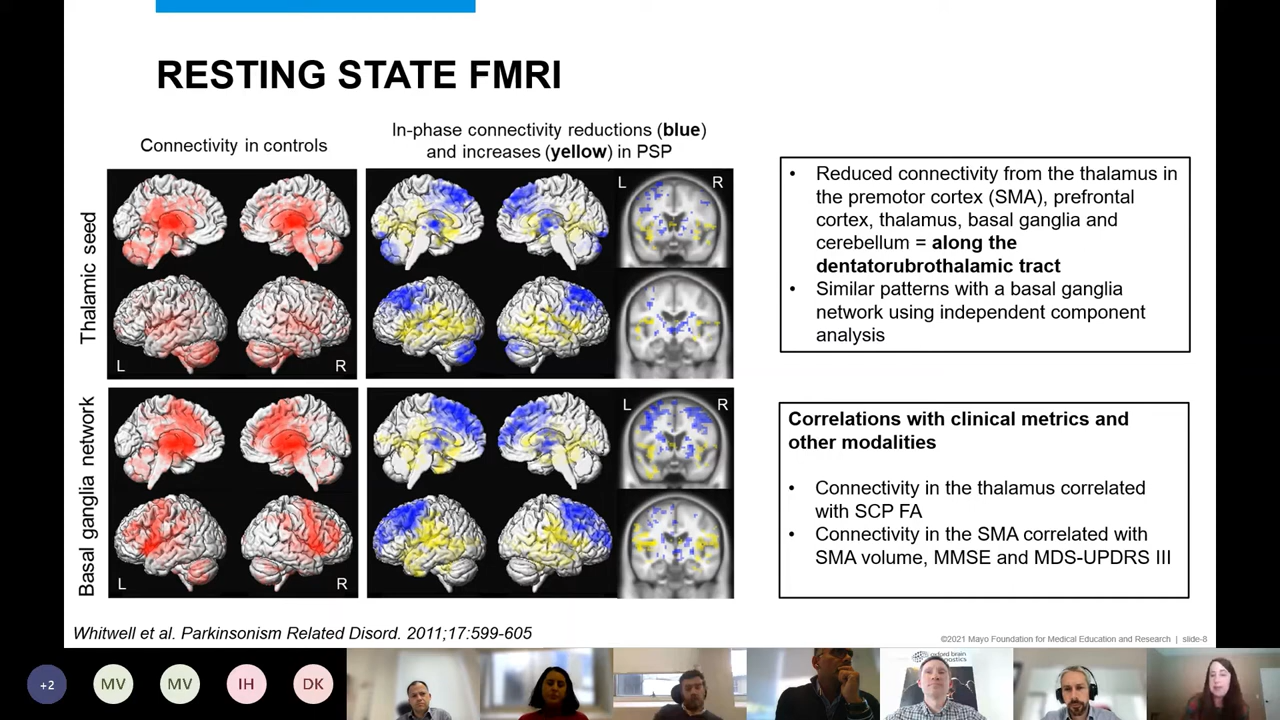 RESTING STATE FMRI
Connectivity in controls
In-phase connectivity reductions (blue)
and increases (yellow) in PSP
Thalamic seed
L
R
L
R
Basal ganglia network
L
R
L
R
• Reduced connectivity from the thalamus in
the premotor cortex (SMA), prefrontal
cortex, thalamus, basal ganglia and
cerebellum = along the
dentatorubrothalamic tract
• Similar patterns with a basal ganglia
network using independent component
analysis
Correlations with clinical metrics and
other modalities
• Connectivity in the thalamus correlated
with SCP FA
• Connectivity in the SMA correlated with
SMA volume, MMSE and MDS-UPDRS III
Whitwell et al. Parkinsonism Related Disord. 2011;17:599-605
©2021 Mayo Foundation for Medical Education and Research | slide-8
+2
MV
MV
IH
DK
oxford brain